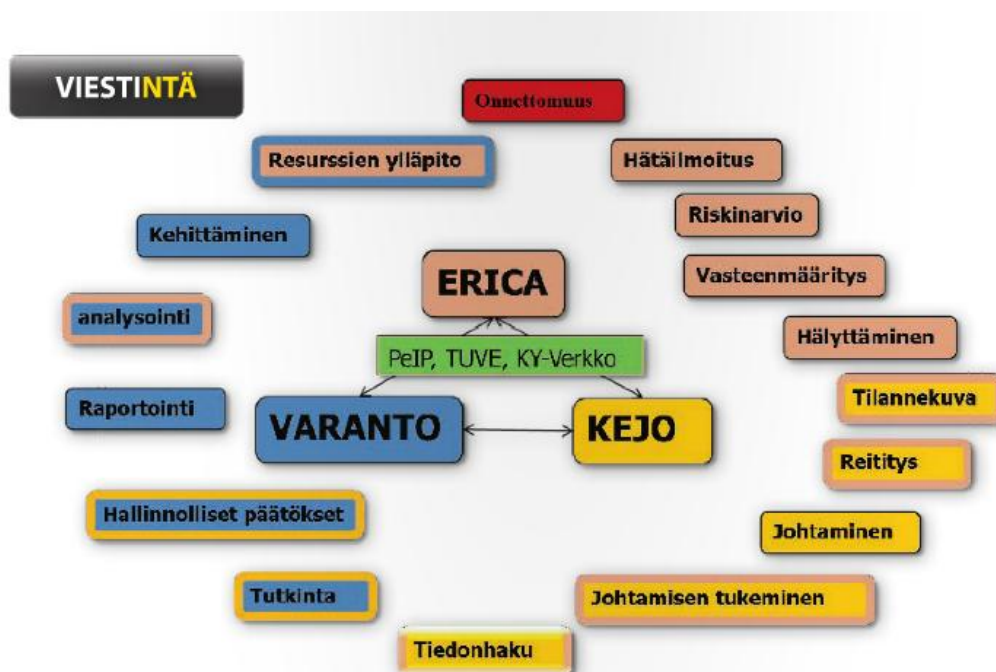 VIESTINTÄ
Onnettomuus
Resurssien ylläpito
Hätäilmoitus
Riskinarvio
Kehittäminen
Vasteenmääritys
ERICA
analysointi
Hälyttäminen
PeIP, TUVE, KY-Verkko
Tilannekuva
Raportointi
VARANTO
KEJO
Reititys
Hallinnolliset päätökset
Johtaminen
Tutkinta
Johtamisen tukeminen
Tiedonhaku